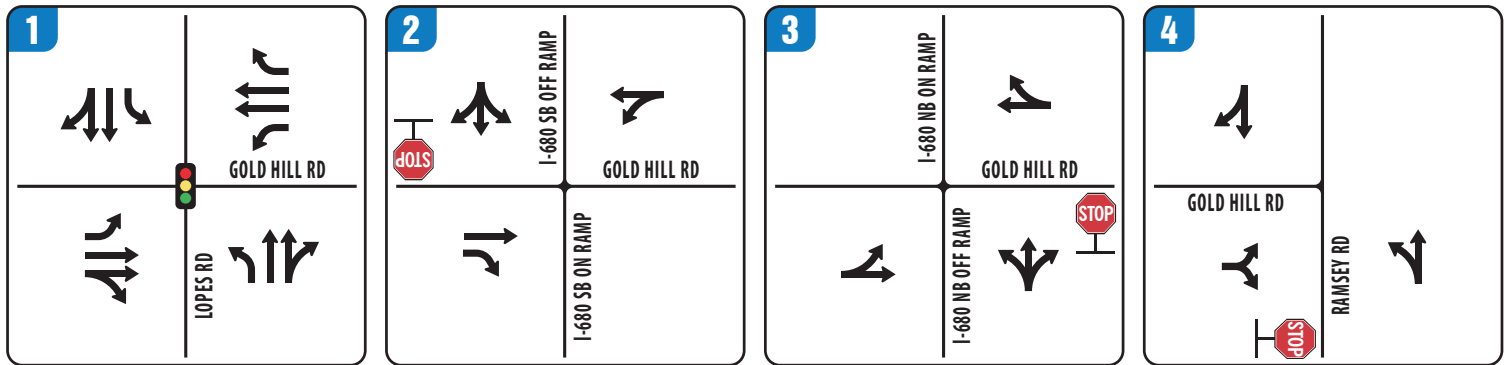 1
GOLD HILL RD
LOPES RD
2
I-680 SB OFF RAMP
STOP
GOLD HILL RD
I-680 SB ON RAMP
3
I-680 NB ON RAMP
GOLD HILL RD
STOP
I-680 NB OFF RAMP
4
GOLD HILL RD
RAMSEY RD
STOP